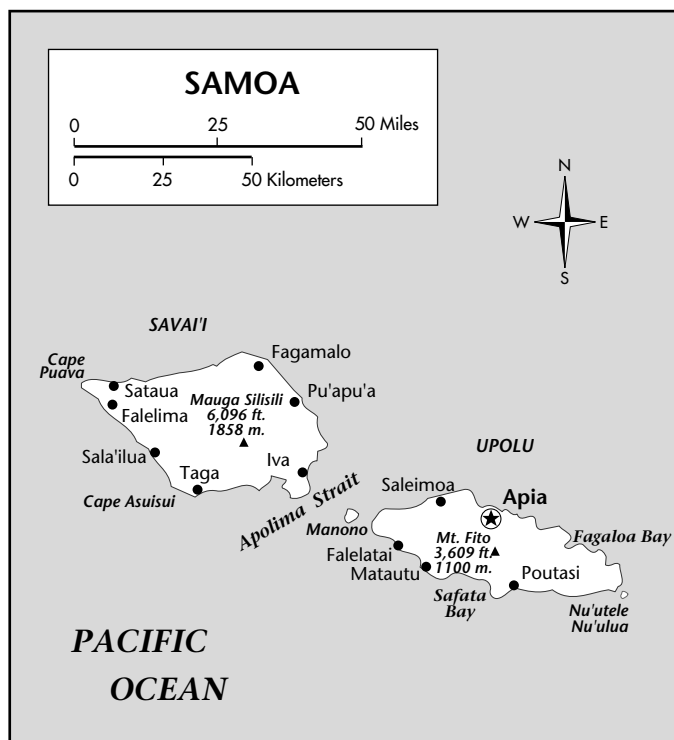 SAMOA
0 25 50 Miles
0 25 50 Kilometers
N
W E
S
SAVAI'I
Cape
Puava
Fagamalo
Sataua
Mauga Silisili
6,096 ft.
1858 m.
Pu'apu'a
Falelima
Sala'ilua
Taga
Iva
Cape Asuisui
Apolima Strait
UPOLU
Saleimoa
Apia
Manono
Mt. Fito
3,609 ft.
1100 m.
Fagaloa Bay
Falelatai
Matautu
Poutasi
Safata
Bay
Nu'utele
Nu'ulua
PACIFIC
OCEAN